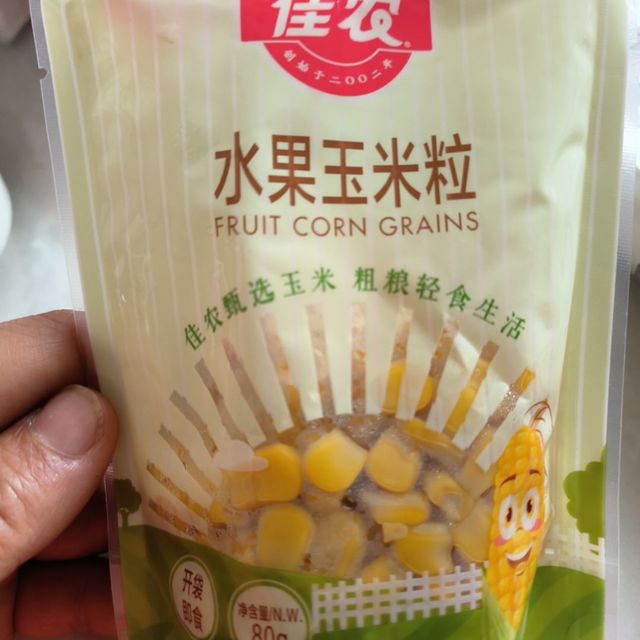 佳农
创始于二〇〇二年
水果玉米粒
FRUIT CORN GRAINS
佳农甄选玉米 粗粮轻食生活
开袋
即食
净含量/N.W.
80g